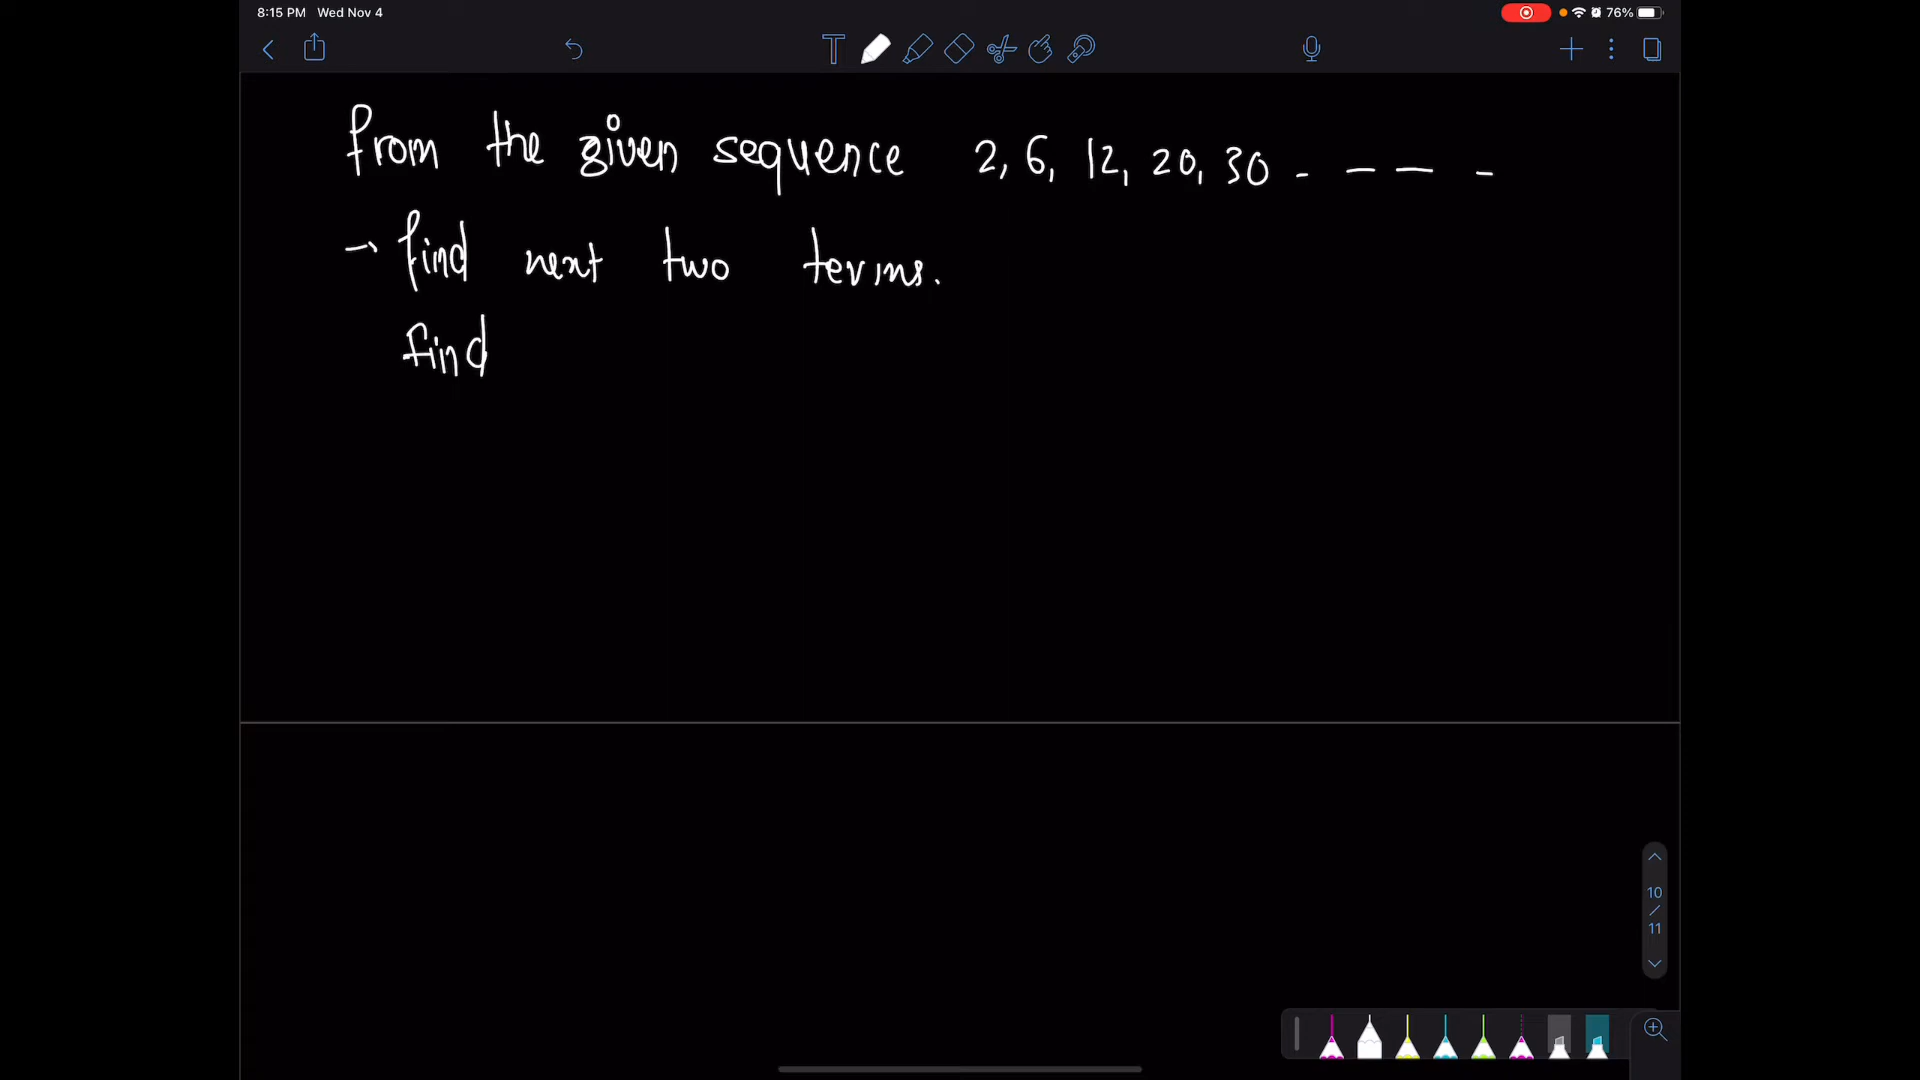 8:15 PM Wed Nov 4 76%
from the given sequence 2, 6, 12, 20, 30 - - - -
→ find next two terms.
find
10
/
11